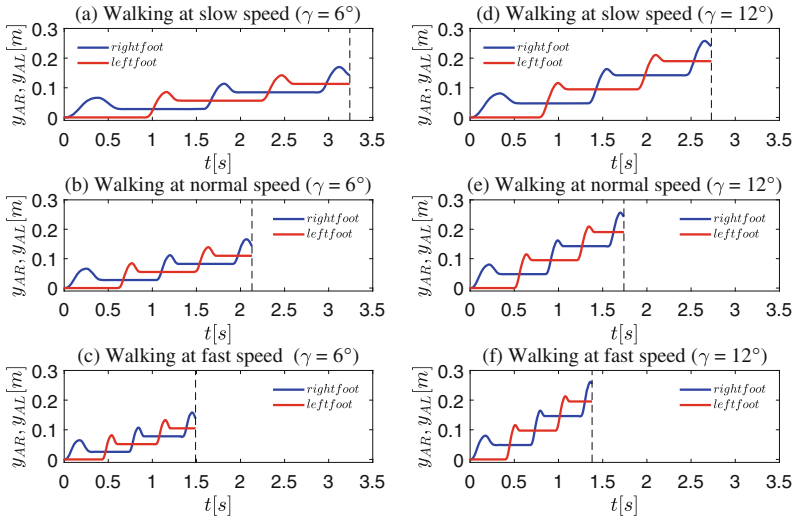 (a) Walking at slow speed (γ = 6°)
y_AR, y_AL [m]
0.3
0.2
0.1
0
rightfoot
leftfoot
0 0.5 1 1.5 2 2.5 3 3.5
t[s]
(d) Walking at slow speed (γ = 12°)
y_AR, y_AL [m]
0.3
0.2
0.1
0
rightfoot
leftfoot
0 0.5 1 1.5 2 2.5 3 3.5
t[s]
(b) Walking at normal speed (γ = 6°)
y_AR, y_AL [m]
0.3
0.2
0.1
0
rightfoot
leftfoot
0 0.5 1 1.5 2 2.5 3 3.5
t[s]
(e) Walking at normal speed (γ = 12°)
y_AR, y_AL [m]
0.3
0.2
0.1
0
rightfoot
leftfoot
0 0.5 1 1.5 2 2.5 3 3.5
t[s]
(c) Walking at fast speed (γ = 6°)
y_AR, y_AL [m]
0.3
0.2
0.1
0
rightfoot
leftfoot
0 0.5 1 1.5 2 2.5 3 3.5
t[s]
(f) Walking at fast speed (γ = 12°)
y_AR, y_AL [m]
0.3
0.2
0.1
0
rightfoot
leftfoot
0 0.5 1 1.5 2 2.5 3 3.5
t[s]